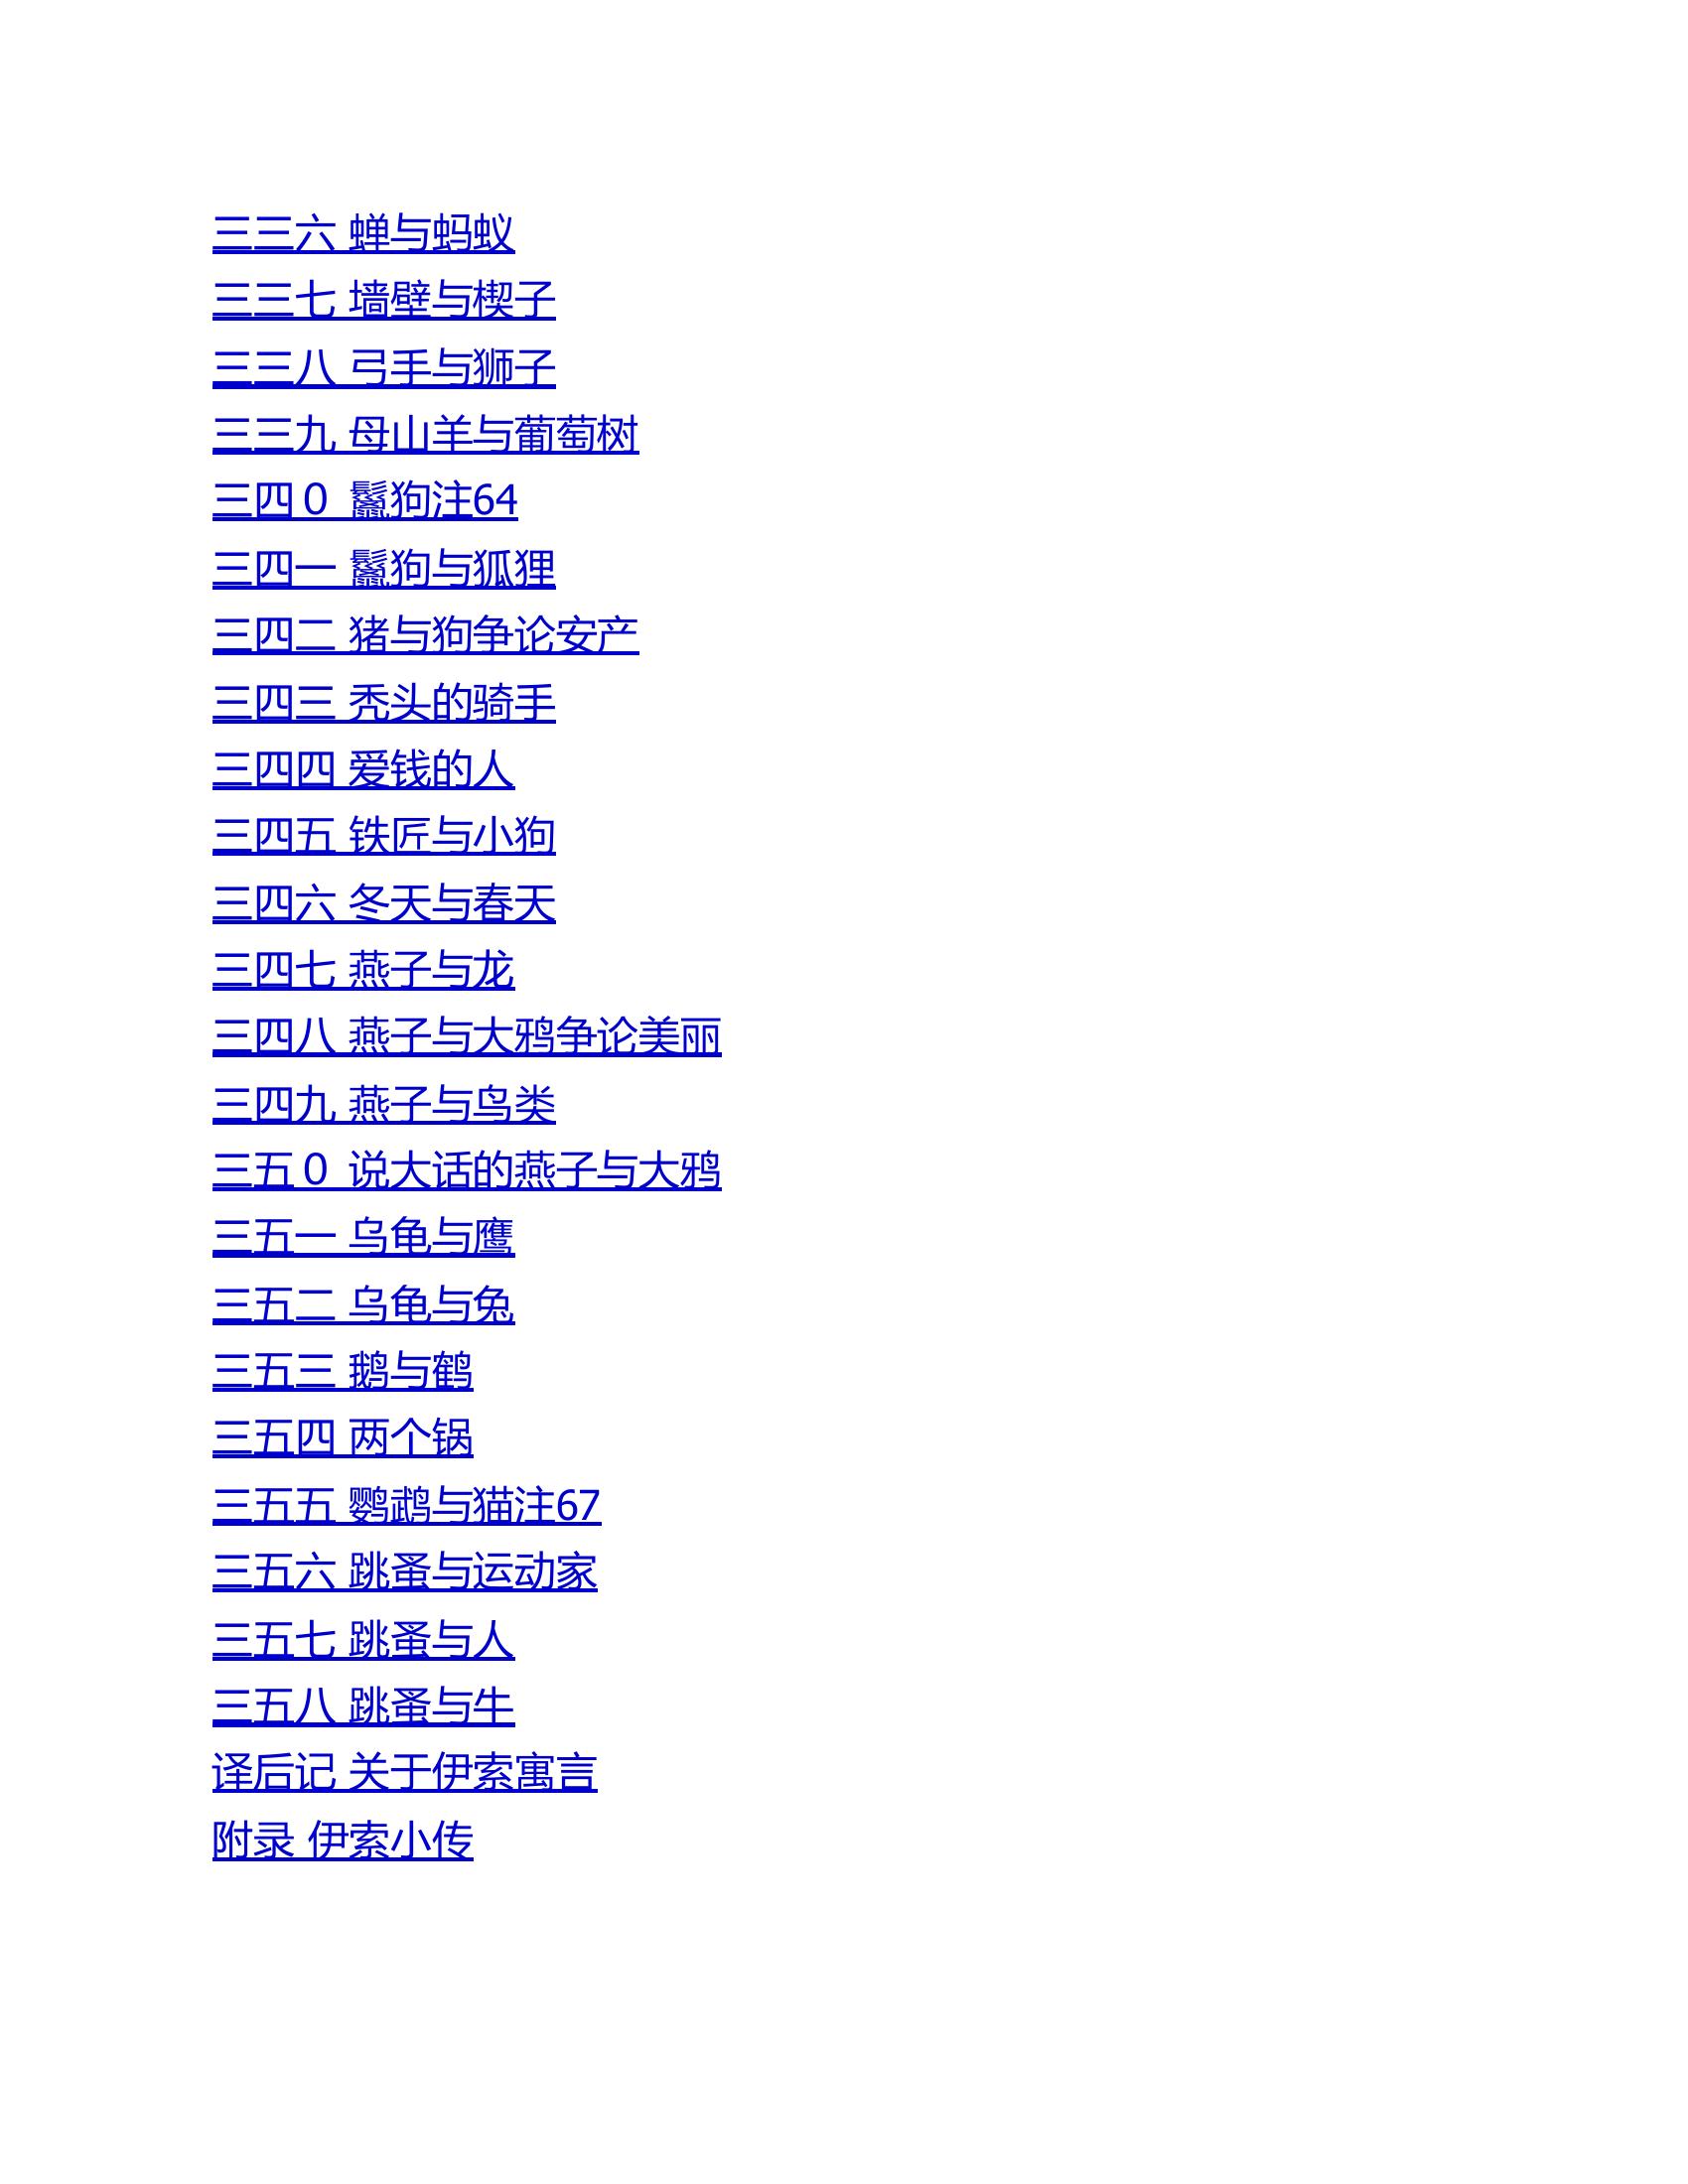 三三六 蝉与蚂蚁
三三七 墙壁与楔子
三三八 弓手与狮子
三三九 母山羊与葡萄树
三四０ 鬣狗注64
三四一 鬣狗与狐狸
三四二 猪与狗争论安产
三四三 秃头的骑手
三四四 爱钱的人
三四五 铁匠与小狗
三四六 冬天与春天
三四七 燕子与龙
三四八 燕子与大鸦争论美丽
三四九 燕子与鸟类
三五０ 说大话的燕子与大鸦
三五一 乌龟与鹰
三五二 乌龟与兔
三五三 鹅与鹤
三五四 两个锅
三五五 鹦鹉与猫注67
三五六 跳蚤与运动家
三五七 跳蚤与人
三五八 跳蚤与牛
译后记 关于伊索寓言
附录 伊索小传